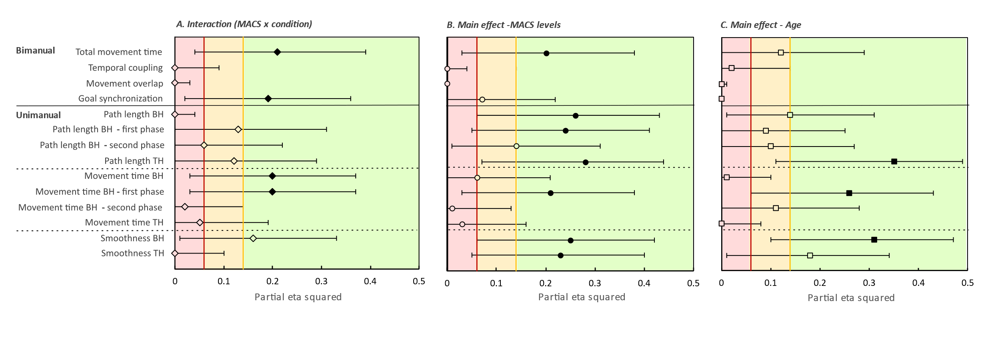 A. Interaction (MACS x condition)
B. Main effect -MACS levels
C. Main effect - Age
Bimanual
Total movement time
Temporal coupling
Movement overlap
Goal synchronization
Unimanual
Path length BH
Path length BH - first phase
Path length BH - second phase
Path length TH
Movement time BH
Movement time BH - first phase
Movement time BH - second phase
Movement time TH
Smoothness BH
Smoothness TH
0 0.1 0.2 0.3 0.4 0.5
Partial eta squared
0 0.1 0.2 0.3 0.4 0.5
Partial eta squared
0 0.1 0.2 0.3 0.4 0.5
Partial eta squared